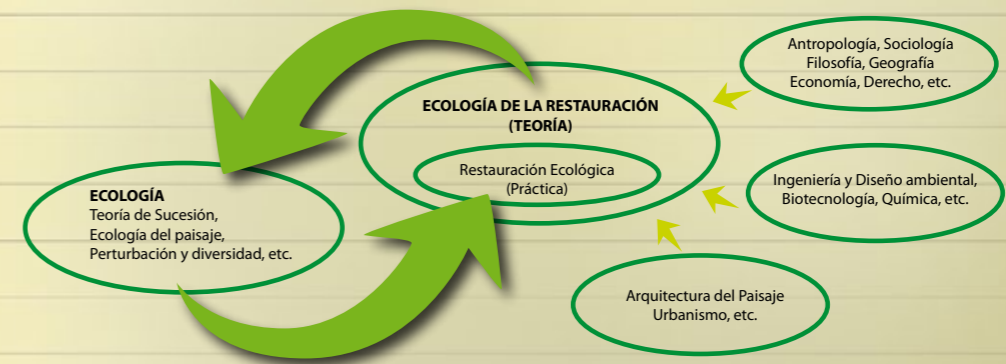 ECOLOGÍA
Teoría de Sucesión,
Ecología del paisaje,
Perturbación y diversidad, etc.
ECOLOGÍA DE LA RESTAURACIÓN
(TEORÍA)
Restauración Ecológica
(Práctica)
Antropología, Sociología
Filosofía, Geografía
Economía, Derecho, etc.
Ingeniería y Diseño ambiental,
Biotecnología, Química, etc.
Arquitectura del Paisaje
Urbanismo, etc.